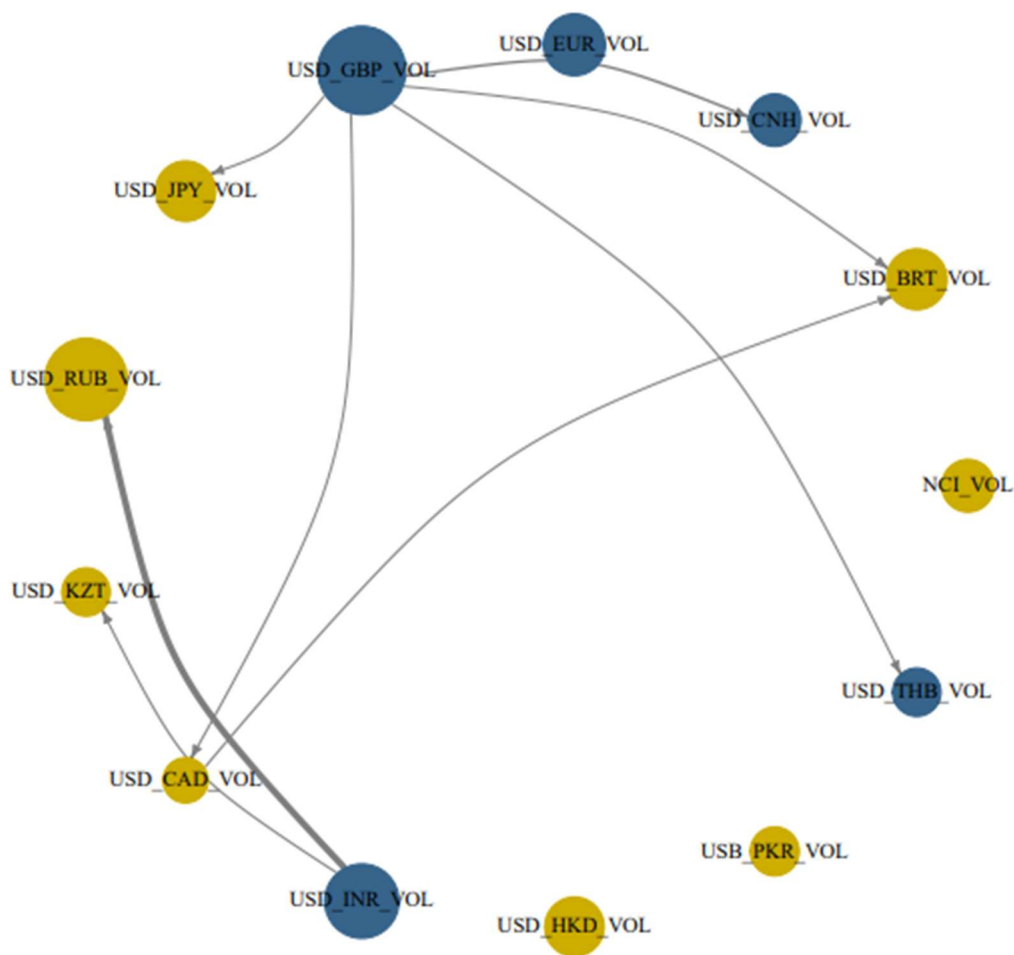 USD_EUR_VOL
USD_GBP_VOL
USD_CNH_VOL
USD_JPY_VOL
USD_BRT_VOL
USD_RUB_VOL
NCI_VOL
USD_KZT_VOL
USD_THB_VOL
USD_CAD_VOL
USB_PKR_VOL
USD_INR_VOL
USD_HKD_VOL